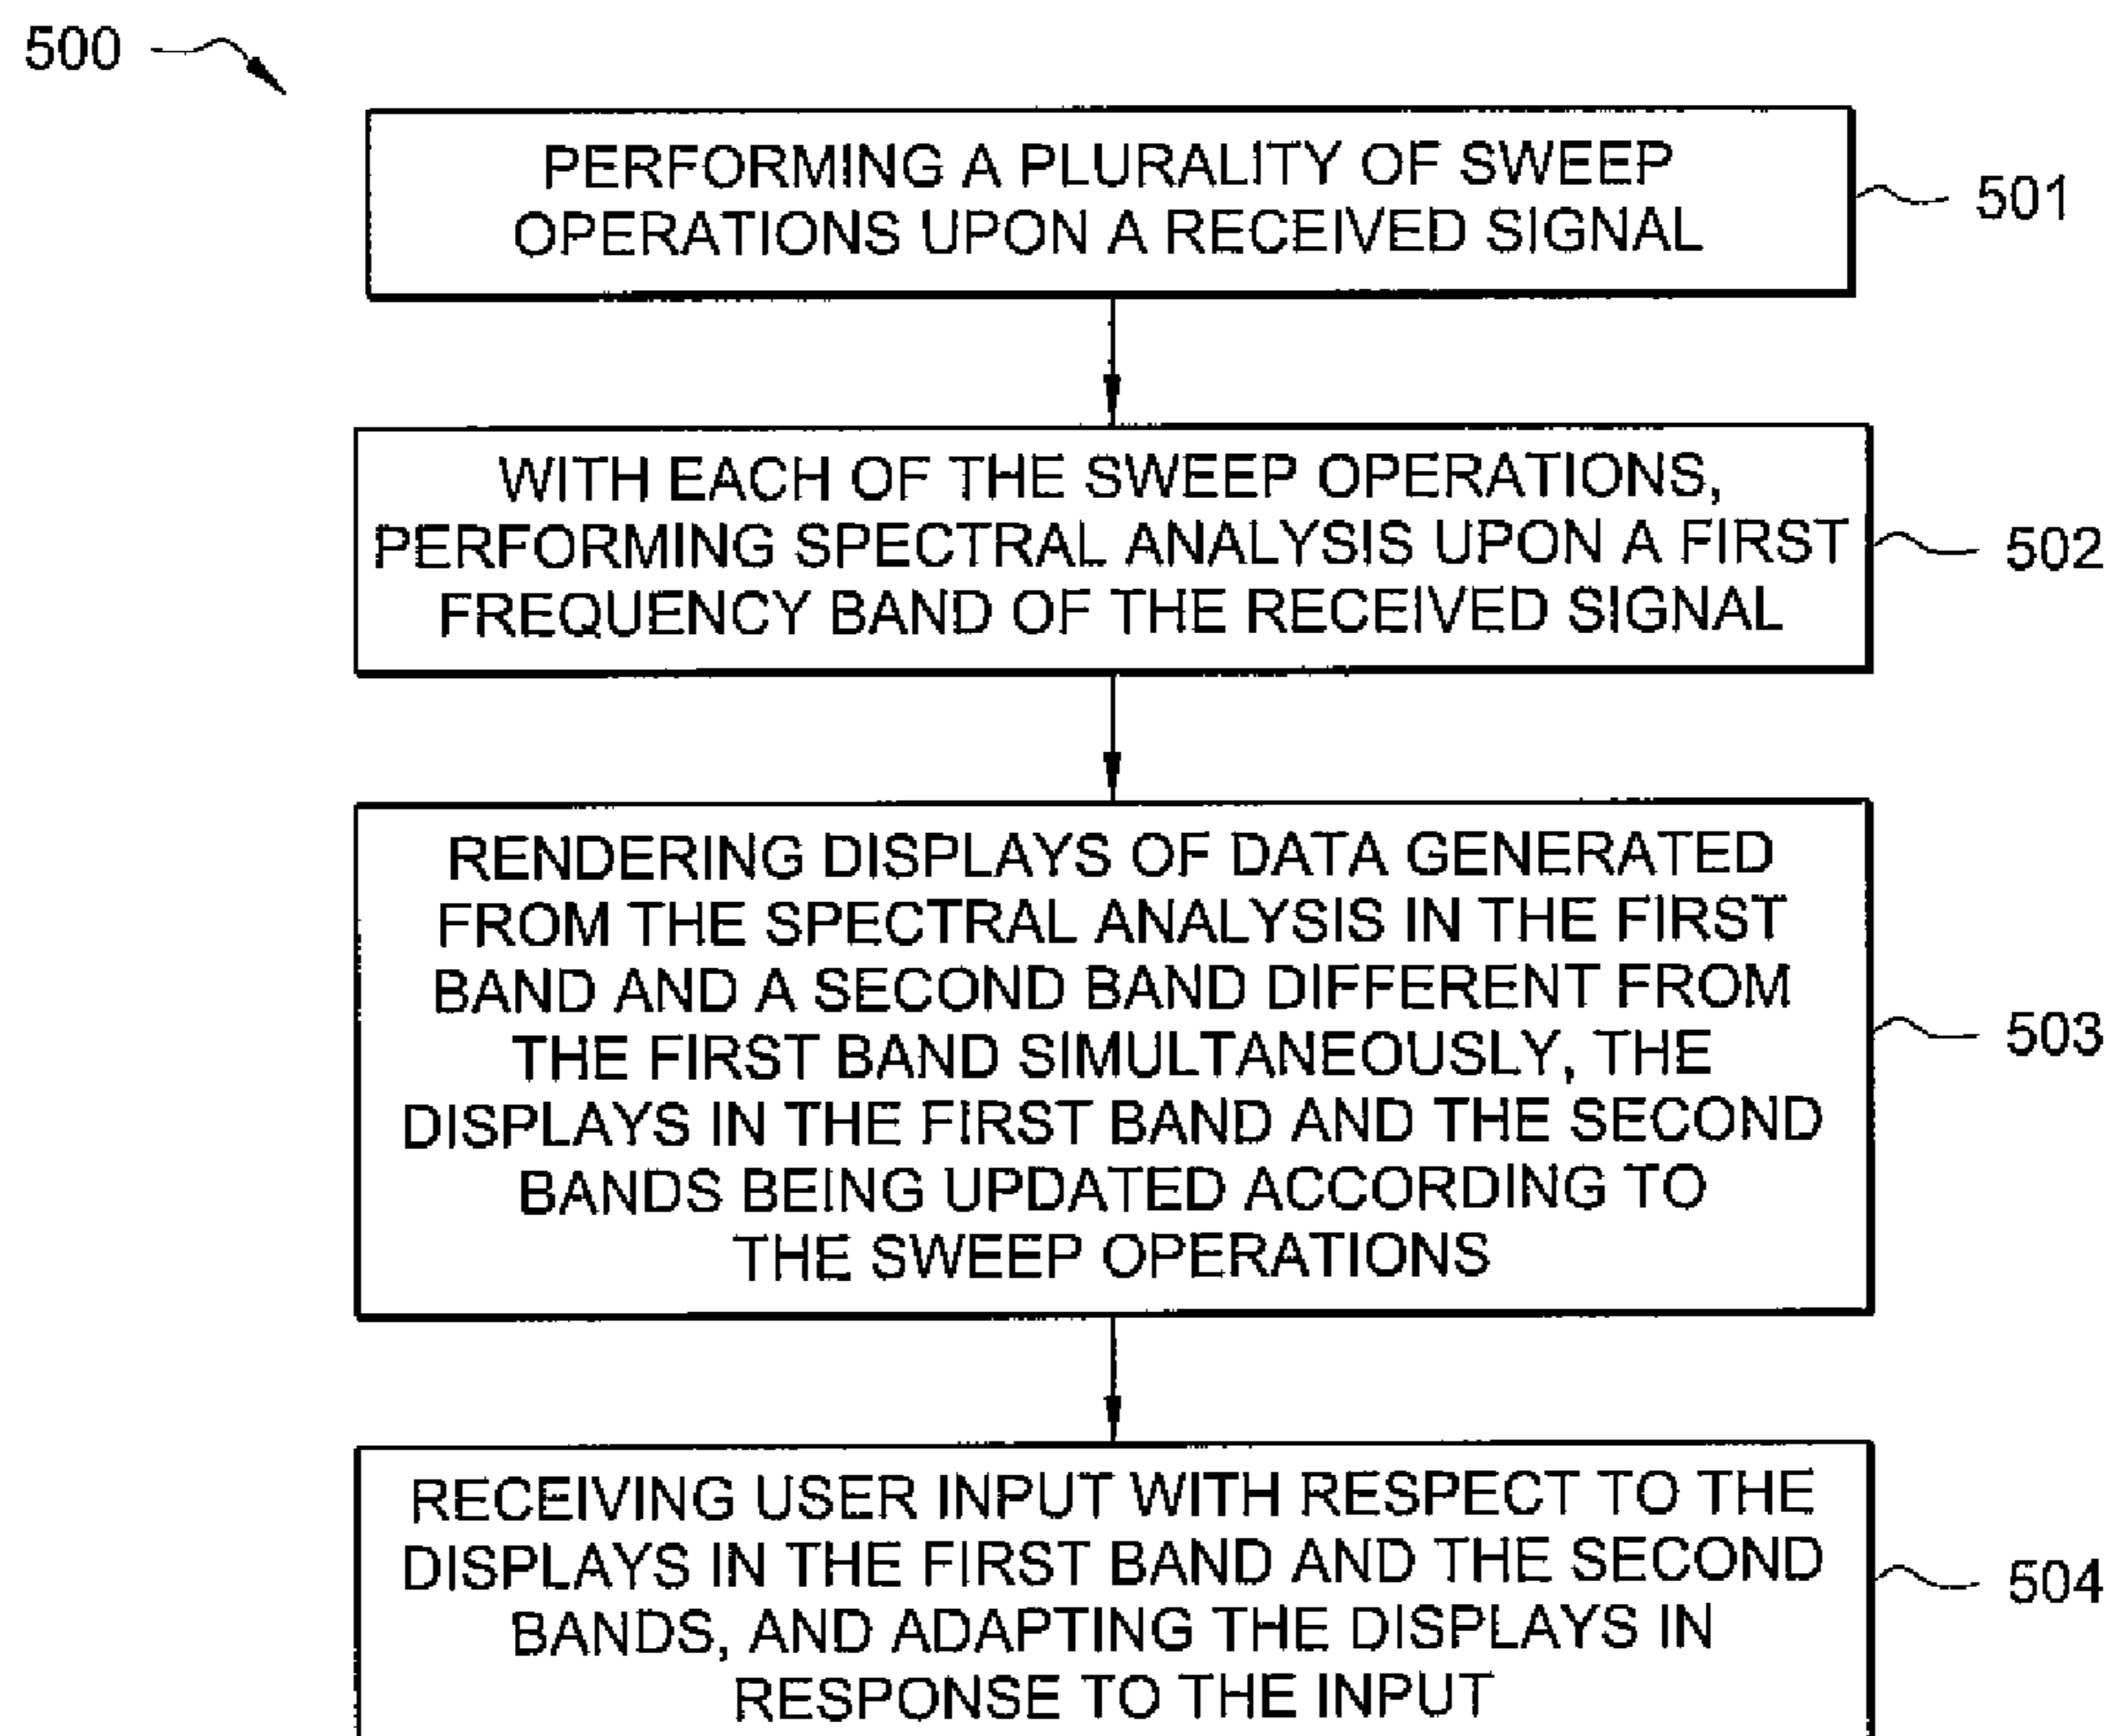 500
PERFORMING A PLURALITY OF SWEEP
OPERATIONS UPON A RECEIVED SIGNAL
501
WITH EACH OF THE SWEEP OPERATIONS,
PERFORMING SPECTRAL ANALYSIS UPON A FIRST
FREQUENCY BAND OF THE RECEIVED SIGNAL
502
RENDERING DISPLAYS OF DATA GENERATED
FROM THE SPECTRAL ANALYSIS IN THE FIRST
BAND AND A SECOND BAND DIFFERENT FROM
THE FIRST BAND SIMULTANEOUSLY, THE
DISPLAYS IN THE FIRST BAND AND THE SECOND
BANDS BEING UPDATED ACCORDING TO
THE SWEEP OPERATIONS
503
RECEIVING USER INPUT WITH RESPECT TO THE
DISPLAYS IN THE FIRST BAND AND THE SECOND
BANDS, AND ADAPTING THE DISPLAYS IN
RESPONSE TO THE INPUT
504